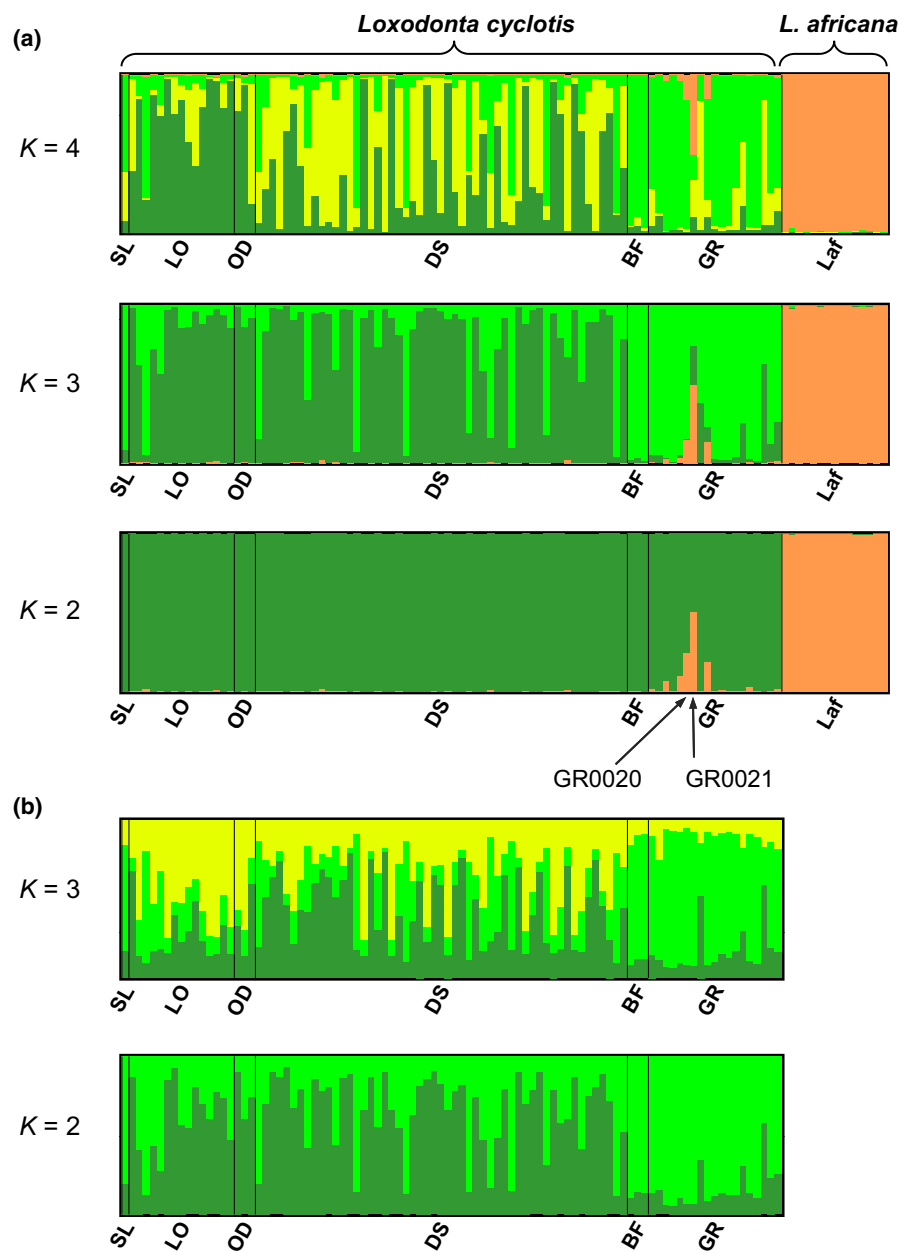 (a)
Loxodonta cyclotis L. africana
K = 4
SL LO OD DS BF GR Laf
K = 3
SL LO OD DS BF GR Laf
K = 2
SL LO OD DS BF GR Laf
GR0020 GR0021
(b)
K = 3
SL LO OD DS BF GR
K = 2
SL LO OD DS BF GR